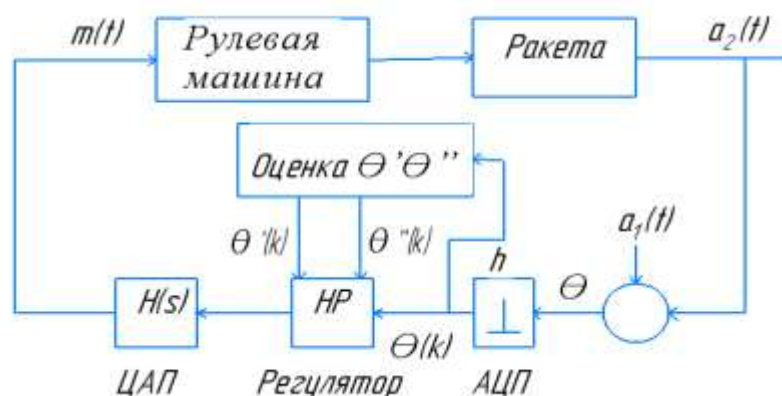 m(t)
Рулевая
машина
Ракета
a₂(t)
Оценка Ө'Ө''
Ө'(k)
Ө''(k)
a₁(t)
h
Ө
H(s)
НР
Ө(k)
ЦАП
Регулятор
АЦП